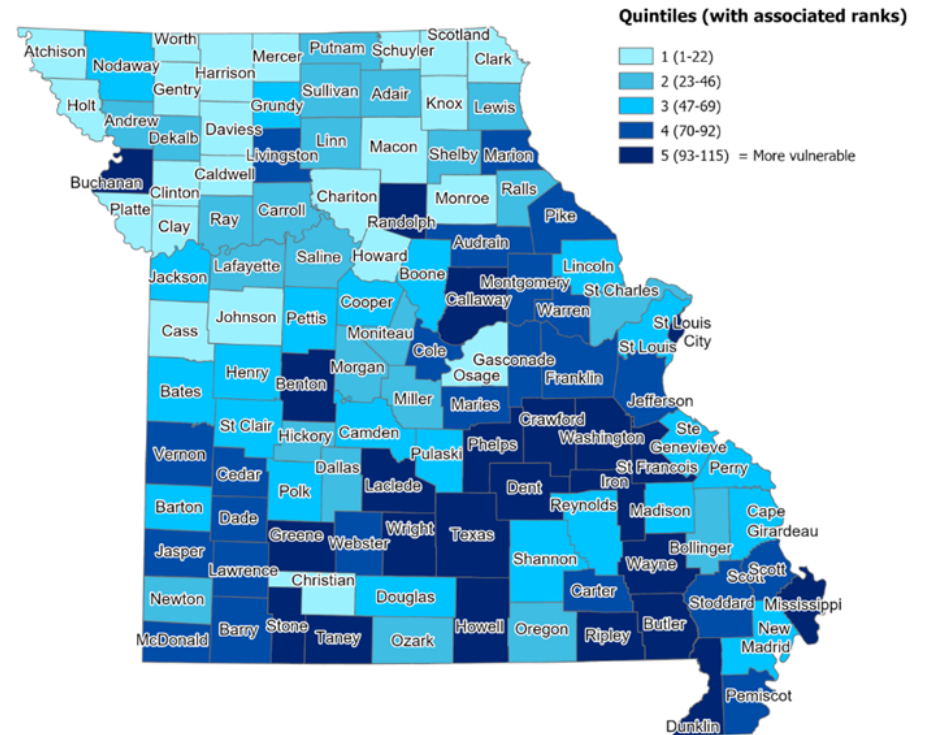 Quintiles (with associated ranks)
1 (1-22)
2 (23-46)
3 (47-69)
4 (70-92)
5 (93-115) = More vulnerable
Atchison
Nodaway
Worth
Mercer
Putnam
Schuyler
Scotland
Clark
Harrison
Gentry
Holt
Grundy
Sullivan
Adair
Knox
Lewis
Andrew
Dekalb
Daviess
Livingston
Linn
Macon
Shelby
Marion
Buchanan
Clinton
Caldwell
Chariton
Randolph
Monroe
Ralls
Platte
Clay
Ray
Carroll
Pike
Audrain
Jackson
Lafayette
Saline
Howard
Boone
Callaway
Montgomery
Lincoln
St Charles
Warren
Cass
Johnson
Pettis
Cooper
Moniteau
Cole
Osage
Gasconade
Franklin
St Louis
City
St Louis
Jefferson
Bates
Henry
Benton
Morgan
Miller
Maries
St Clair
Hickory
Camden
Pulaski
Phelps
Crawford
Washington
Ste
Genevieve
St Francois
Perry
Vernon
Cedar
Polk
Dallas
Laclede
Dent
Iron
Reynolds
Madison
Cape
Girardeau
Barton
Dade
Greene
Webster
Wright
Texas
Shannon
Wayne
Bollinger
Jasper
Lawrence
Christian
Douglas
Carter
Scott
Scott
Stoddard
Mississippi
Newton
McDonald
Barry
Stone
Taney
Ozark
Howell
Oregon
Ripley
Butler
New
Madrid
Pemiscot
Dunklin